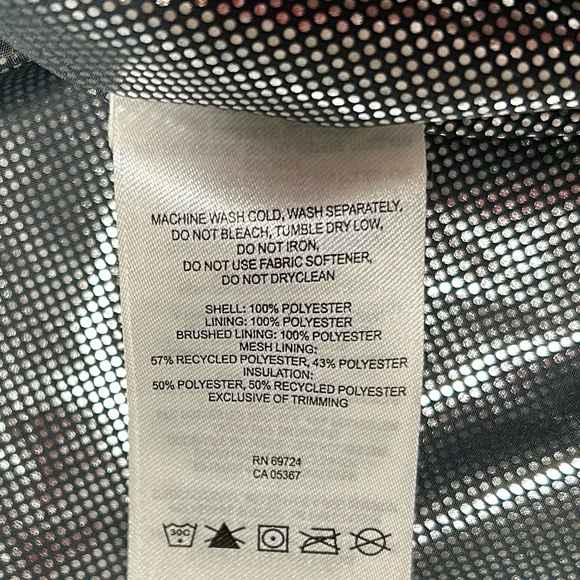 MACHINE WASH COLD, WASH SEPARATELY,
DO NOT BLEACH, TUMBLE DRY LOW,
DO NOT IRON,
DO NOT USE FABRIC SOFTENER,
DO NOT DRYCLEAN
SHELL: 100% POLYESTER
LINING: 100% POLYESTER
BRUSHED LINING: 100% POLYESTER
MESH LINING:
57% RECYCLED POLYESTER, 43% POLYESTER
INSULATION:
50% POLYESTER, 50% RECYCLED POLYESTER
EXCLUSIVE OF TRIMMING
RN 69724
CA 05367
30C